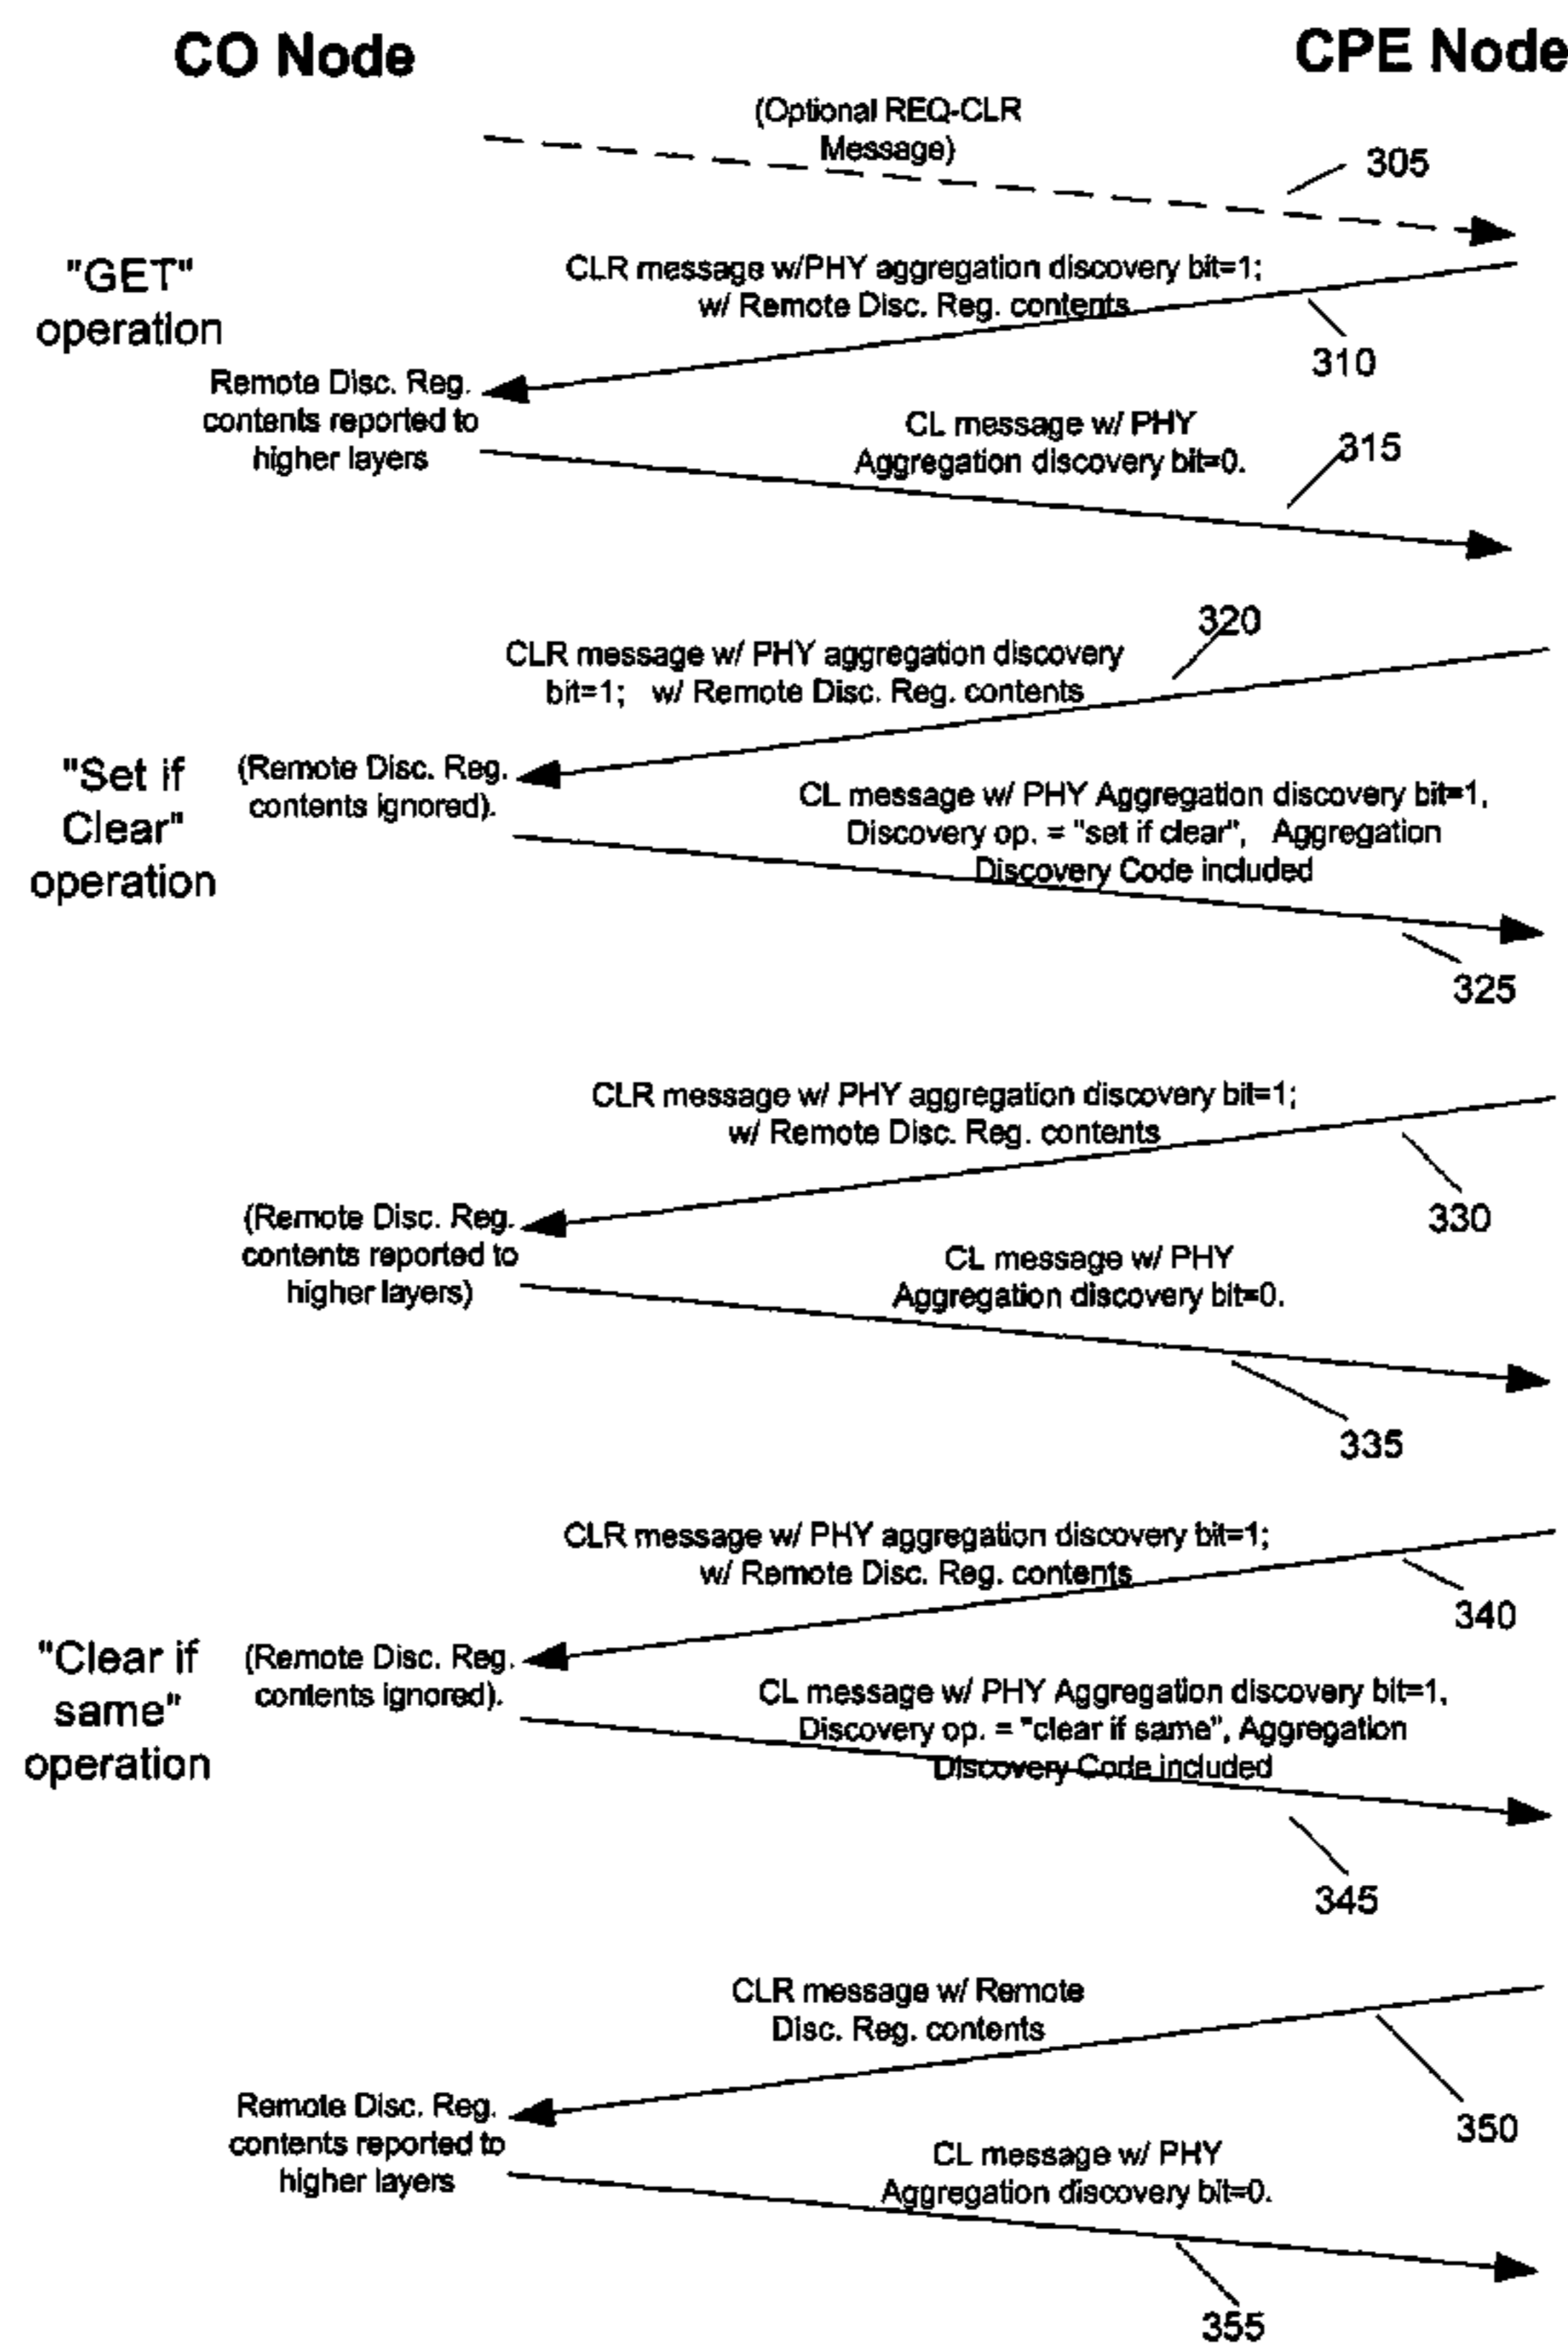 CO Node
CPE Node
(Optional REQ-CLR
Message)
305
"GET"
operation
CLR message w/PHY aggregation discovery bit=1;
w/ Remote Disc. Reg. contents
310
Remote Disc. Reg.
contents reported to
higher layers
CL message w/ PHY
Aggregation discovery bit=0.
315
320
CLR message w/ PHY aggregation discovery
bit=1; w/ Remote Disc. Reg. contents
"Set if
Clear"
operation
(Remote Disc. Reg.
contents ignored).
CL message w/ PHY Aggregation discovery bit=1,
Discovery op. = "set if clear", Aggregation
Discovery Code included
325
CLR message w/ PHY aggregation discovery bit=1;
w/ Remote Disc. Reg. contents
330
(Remote Disc. Reg.
contents reported to
higher layers)
CL message w/ PHY
Aggregation discovery bit=0.
335
CLR message w/ PHY aggregation discovery bit=1;
w/ Remote Disc. Reg. contents
340
"Clear if
same"
operation
(Remote Disc. Reg.
contents ignored).
CL message w/ PHY Aggregation discovery bit=1,
Discovery op. = "clear if same", Aggregation
Discovery Code included
345
CLR message w/ Remote
Disc. Reg. contents
350
Remote Disc. Reg.
contents reported to
higher layers
CL message w/ PHY
Aggregation discovery bit=0.
355